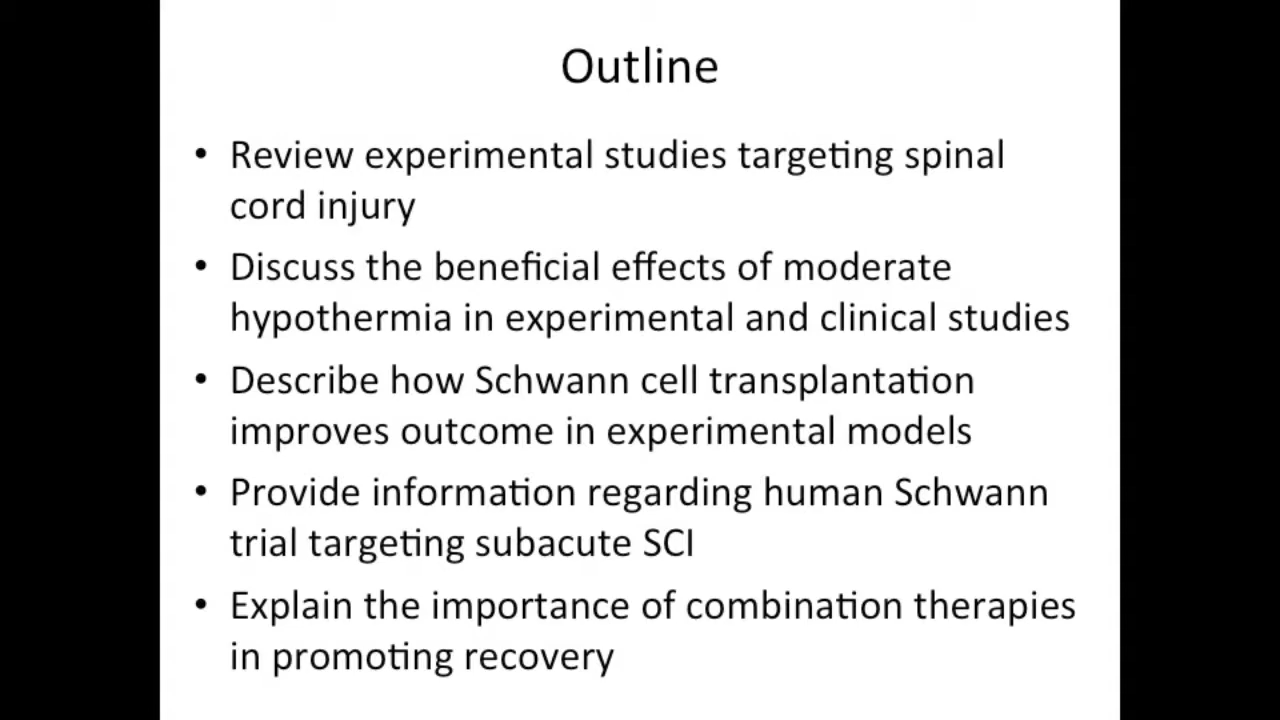 Outline
• Review experimental studies targeting spinal
cord injury
• Discuss the beneficial effects of moderate
hypothermia in experimental and clinical studies
• Describe how Schwann cell transplantation
improves outcome in experimental models
• Provide information regarding human Schwann
trial targeting subacute SCI
• Explain the importance of combination therapies
in promoting recovery